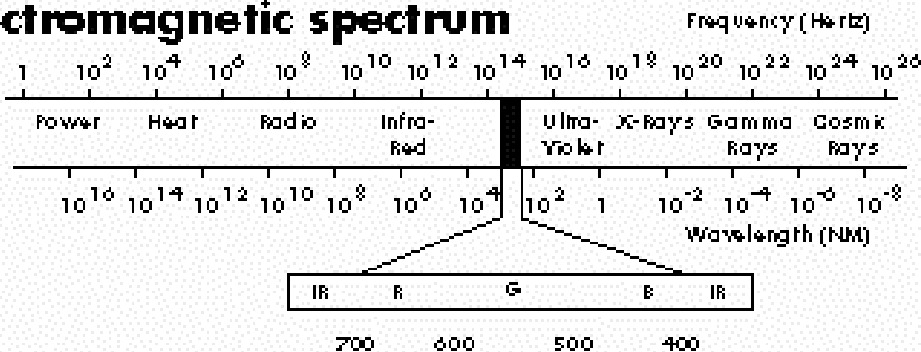 ctromagnetic spectrum
Frequency (Hertz)
1 10² 10⁴ 10⁶ 10⁸ 10¹⁰ 10¹² 10¹⁴ 10¹⁶ 10¹⁸ 10²⁰ 10²² 10²⁴ 10²⁶
Power Heat Radio Infra- Ultra- X-Rays Gamma Cosmic
Red Violet Rays Rays
10¹⁶ 10¹⁴ 10¹² 10¹⁰ 10⁸ 10⁶ 10⁴ 10² 1 10⁻² 10⁻⁴ 10⁻⁶ 10⁻⁸
Wavelength (NM)
IR R G B IR
700 600 500 400